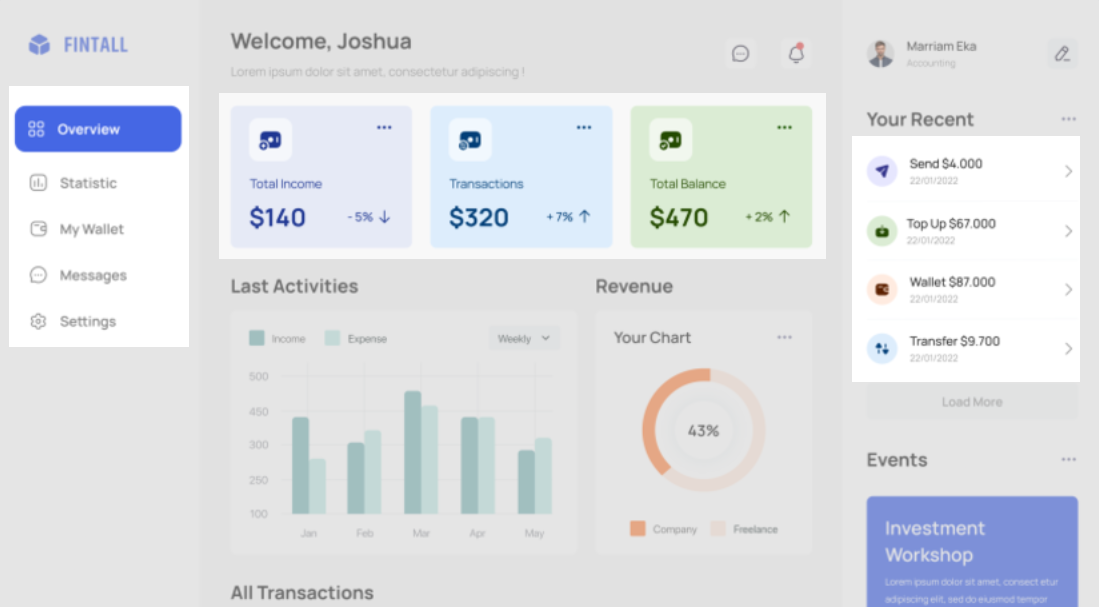 FINTALL
Overview
Statistic
My Wallet
Messages
Settings
Welcome, Joshua
Lorem ipsum dolor sit amet, consectetur adipiscing !
Total Income
$140
- 5%
Transactions
$320
+ 7%
Total Balance
$470
+ 2%
Last Activities
Income
Expense
Weekly
500
450
300
250
100
Jan
Feb
Mar
Apr
May
Revenue
Your Chart
43%
Company
Freelance
All Transactions
Marriam Eka
Accounting
Your Recent
Send $4.000
22/01/2022
Top Up $67.000
22/01/2022
Wallet $87.000
22/01/2022
Transfer $9.700
22/01/2022
Load More
Events
Investment
Workshop
Lorem ipsum dolor sit amet, consect etur
adipiscing elit, sed do eiusmod tempor